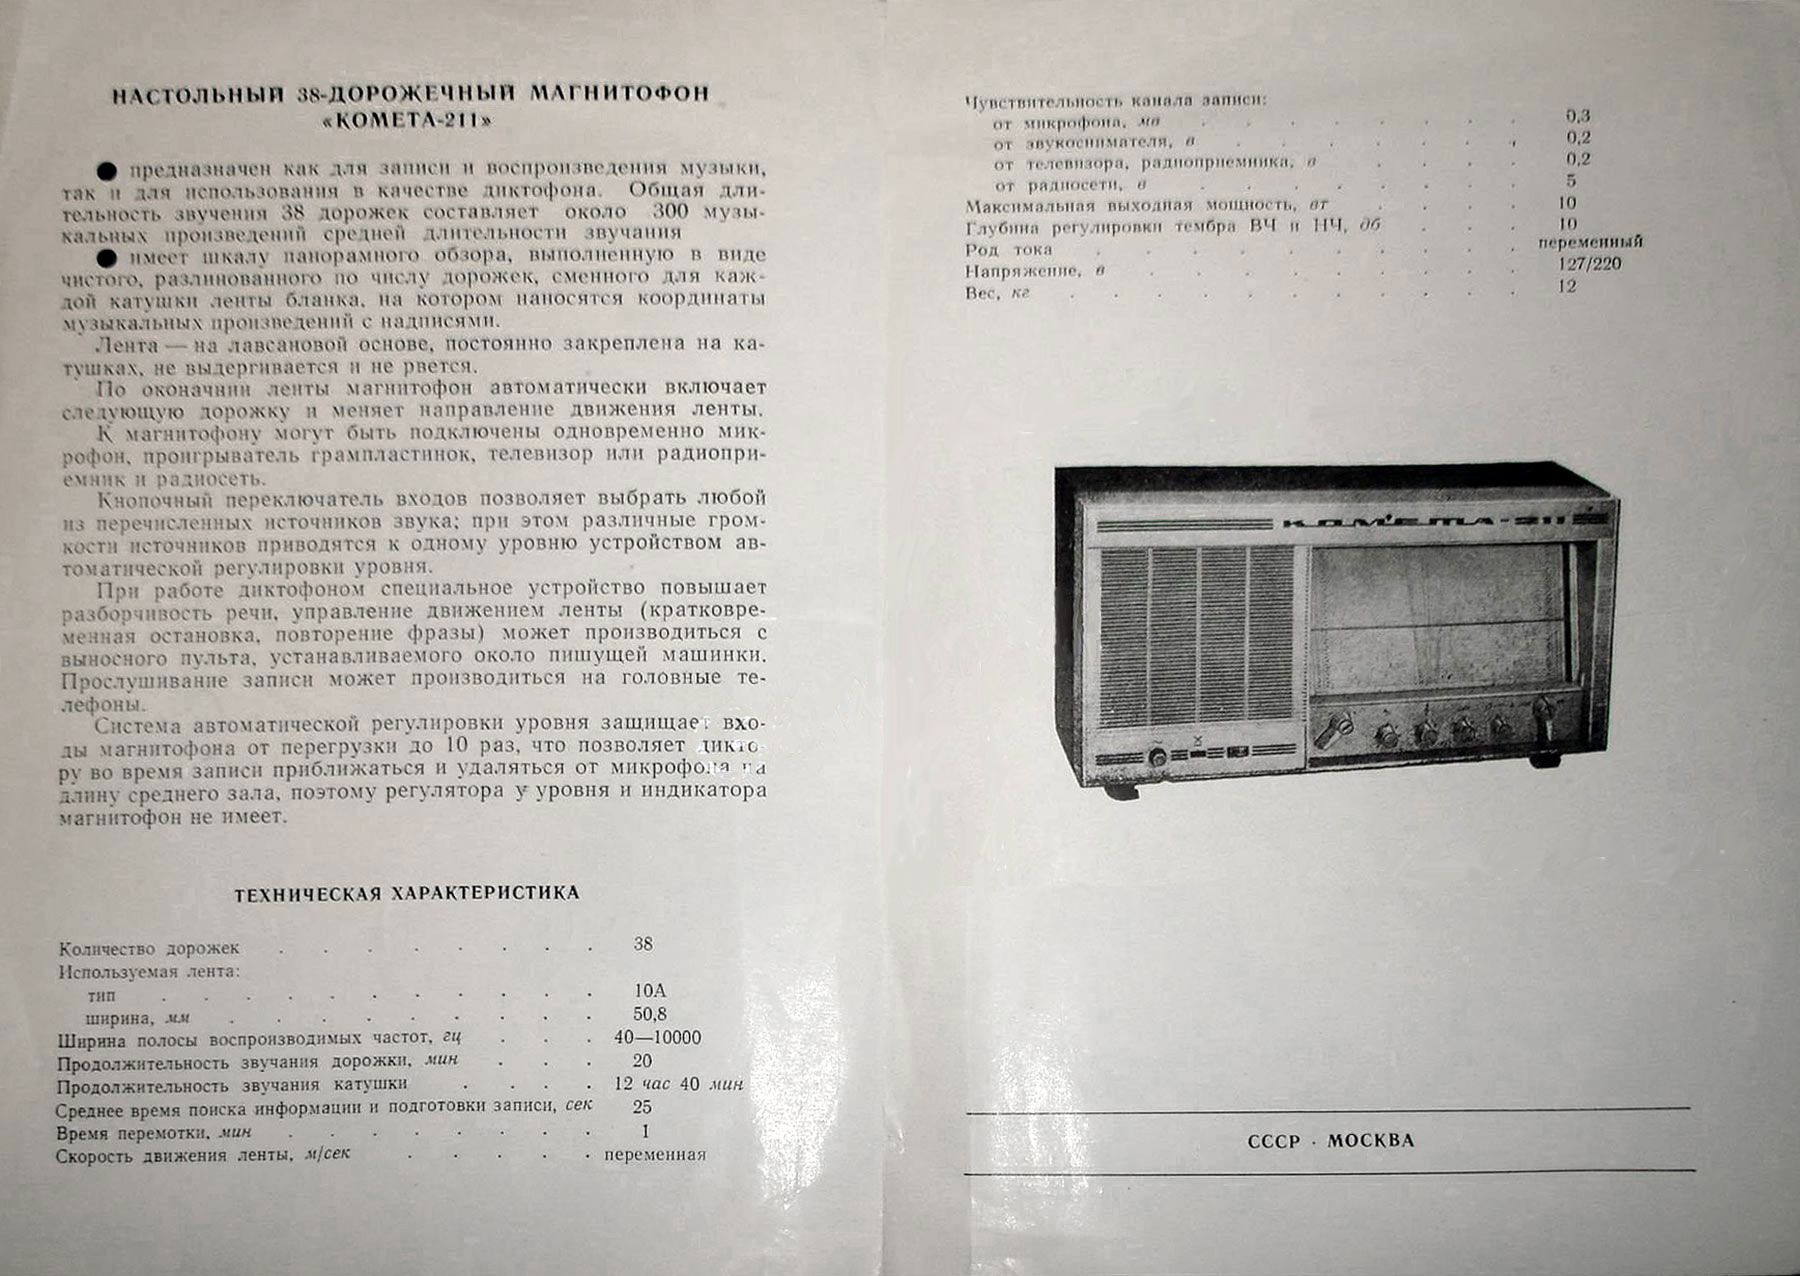 НАСТОЛЬНЫЙ 38-ДОРОЖЕЧНЫЙ МАГНИТОФОН
«КОМЕТА-211»
● предназначен как для записи и воспроизведения музыки,
так и для использования в качестве диктофона. Общая дли-
тельность звучения 38 дорожек составляет около 300 музы-
кальных произведений средней длительности звучания
● имеет шкалу панорамного обзора, выполненную в виде
чистого, разлинованного по числу дорожек, сменного для каж-
дой катушки ленты бланка, на котором наносятся координаты
музыкальных произведений с надписями.
Лента — на лавсановой основе, постоянно закреплена на ка-
тушках, не выдергивается и не рвется.
По оконачнии ленты магнитофон автоматически включает
следующую дорожку и меняет направление движения ленты.
К магнитофону могут быть подключены одновременно мик-
рофон, проигрыватель грампластинок, телевизор или радиопри-
емник и радиосеть.
Кнопочный переключатель входов позволяет выбрать любой
из перечисленных источников звука; при этом различные гром-
кости источников приводятся к одному уровню устройством ав-
томатической регулировки уровня.
При работе диктофоном специальное устройство повышает
разборчивость речи, управление движением ленты (кратковре-
менная остановка, повторение фразы) может производиться с
выносного пульта, устанавливаемого около пишущей машинки.
Прослушивание записи может производиться на головные те-
лефоны.
Система автоматической регулировки уровня защищает вхо-
ды магнитофона от перегрузки до 10 раз, что позволяет дикто
ру во время записи приближаться и удаляться от микрофона на
длину среднего зала, поэтому регулятора у уровня и индикатора
магнитофон не имеет.
ТЕХНИЧЕСКАЯ ХАРАКТЕРИСТИКА
Количество дорожек . . . . . . . . 38
Используемая лента:
тип . . . . . . . . . . . 10А
ширина, мм . . . . . . . . . 50,8
Ширина полосы воспроизводимых частот, гц . . . 40—10000
Продолжительность звучания дорожки, мин . . . 20
Продолжительность звучания катушки . . . . 12 час 40 мин
Среднее время поиска информации и подготовки записи, сек 25
Время перемотки, мин . . . . . . . . 1
Скорость движения ленты, м/сек . . . . . переменная
Чувствительность канала записи:
от микрофона, мв . . . . . . . . 0,3
от звукоснимателя, в . . . . . . . 0,2
от телевизора, радиоприемника, в . . . . 0,2
от радиосети, в . . . . . . . . 5
Максимальная выходная мощность, вт . . . . 10
Глубина регулировки тембра ВЧ и НЧ, дб . . . 10
Род тока . . . . . . . . . . переменный
Напряжение, в . . . . . . . . . 127/220
Вес, кг . . . . . . . . . . . 12
КОМЕТА-211
СССР · МОСКВА